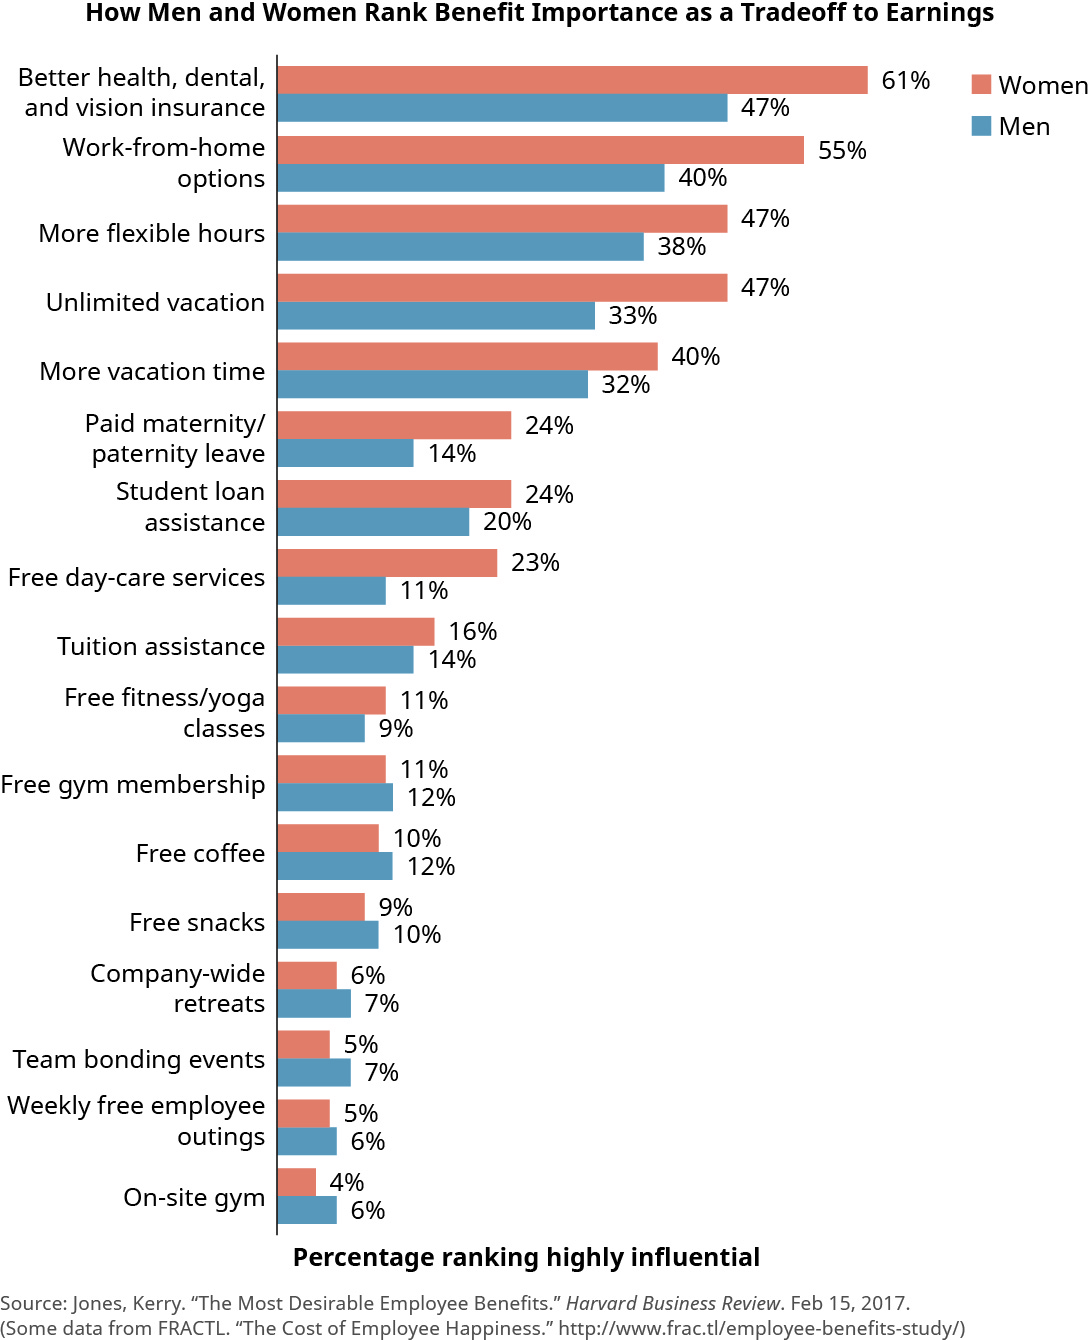 How Men and Women Rank Benefit Importance as a Tradeoff to Earnings
Women
Men
Better health, dental,
and vision insurance
61%
47%
Work-from-home
options
55%
40%
More flexible hours
47%
38%
Unlimited vacation
47%
33%
More vacation time
40%
32%
Paid maternity/
paternity leave
24%
14%
Student loan
assistance
24%
20%
Free day-care services
23%
11%
Tuition assistance
16%
14%
Free fitness/yoga
classes
11%
9%
Free gym membership
11%
12%
Free coffee
10%
12%
Free snacks
9%
10%
Company-wide
retreats
6%
7%
Team bonding events
5%
7%
Weekly free employee
outings
5%
6%
On-site gym
4%
6%
Percentage ranking highly influential
Source: Jones, Kerry. “The Most Desirable Employee Benefits.” Harvard Business Review. Feb 15, 2017.
(Some data from FRACTL. “The Cost of Employee Happiness.” http://www.frac.tl/employee-benefits-study/)